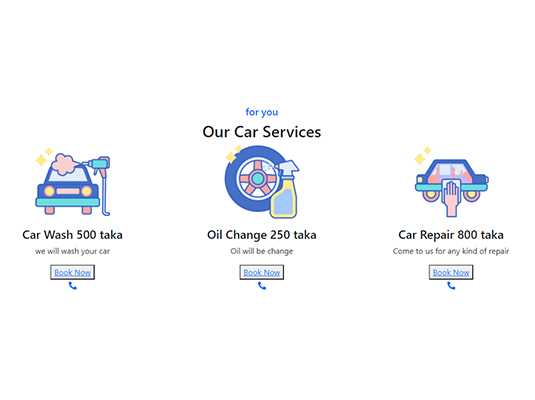 for you
Our Car Services
Car Wash 500 taka
we will wash your car
Book Now
Oil Change 250 taka
Oil will be change
Book Now
Car Repair 800 taka
Come to us for any kind of repair
Book Now